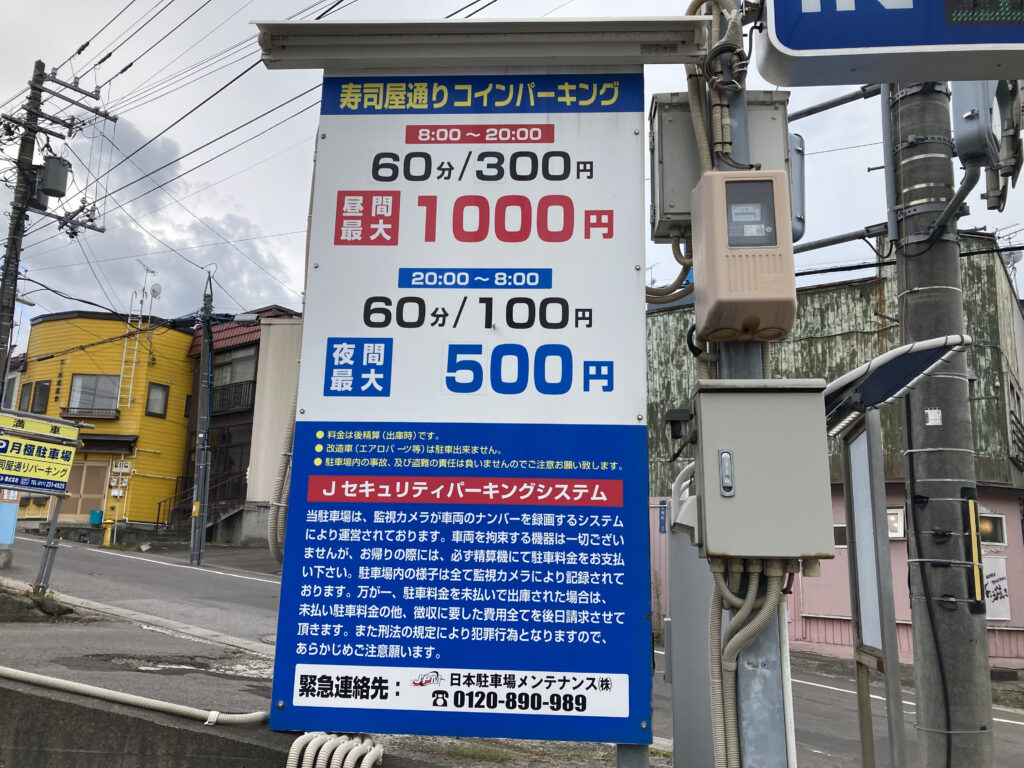 IN
寿司屋通りコインパーキング
8:00～20:00
60分/300円
昼間最大 1000円
20:00～8:00
60分/100円
夜間最大 500円
●料金は後精算（出庫時）です。
●改造車（エアロパーツ等）は駐車出来ません。
●駐車場内の事故、及び盗難の責任は負いませんのでご注意お願い致します。
Jセキュリティパーキングシステム
当駐車場は、監視カメラが車両のナンバーを録画するシステム
により運営されております。車両を拘束する機器は一切ござい
ませんが、お帰りの際には、必ず精算機にて駐車料金をお支払
い下さい。駐車場内の様子は全て監視カメラにより記録されて
おります。万が一、駐車料金を未払いで出庫された場合は、
未払い駐車料金の他、徴収に要した費用全てを後日請求させて
頂きます。また刑法の規定により犯罪行為となりますので、
あらかじめご注意願います。
緊急連絡先： JPM 日本駐車場メンテナンス㈱
☎0120-890-989
満車
P月極駐車場
司屋通りパーキング